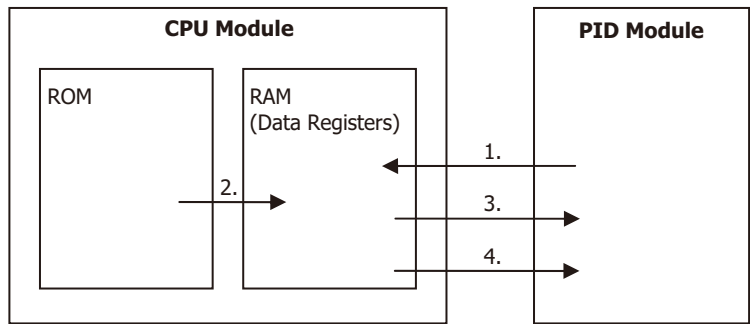 CPU Module
PID Module
ROM
RAM
(Data Registers)
1.
2.
3.
4.